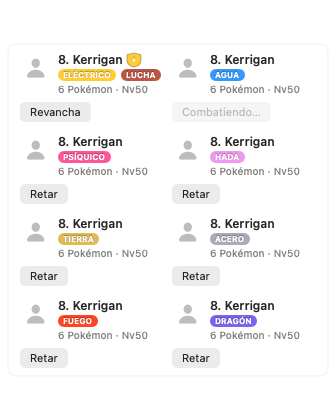 8. Kerrigan
ELÉCTRICO LUCHA
6 Pokémon · Nv50
Revancha
8. Kerrigan
AGUA
6 Pokémon · Nv50
Combatiendo...
8. Kerrigan
PSÍQUICO
6 Pokémon · Nv50
Retar
8. Kerrigan
HADA
6 Pokémon · Nv50
Retar
8. Kerrigan
TIERRA
6 Pokémon · Nv50
Retar
8. Kerrigan
ACERO
6 Pokémon · Nv50
Retar
8. Kerrigan
FUEGO
6 Pokémon · Nv50
Retar
8. Kerrigan
DRAGÓN
6 Pokémon · Nv50
Retar